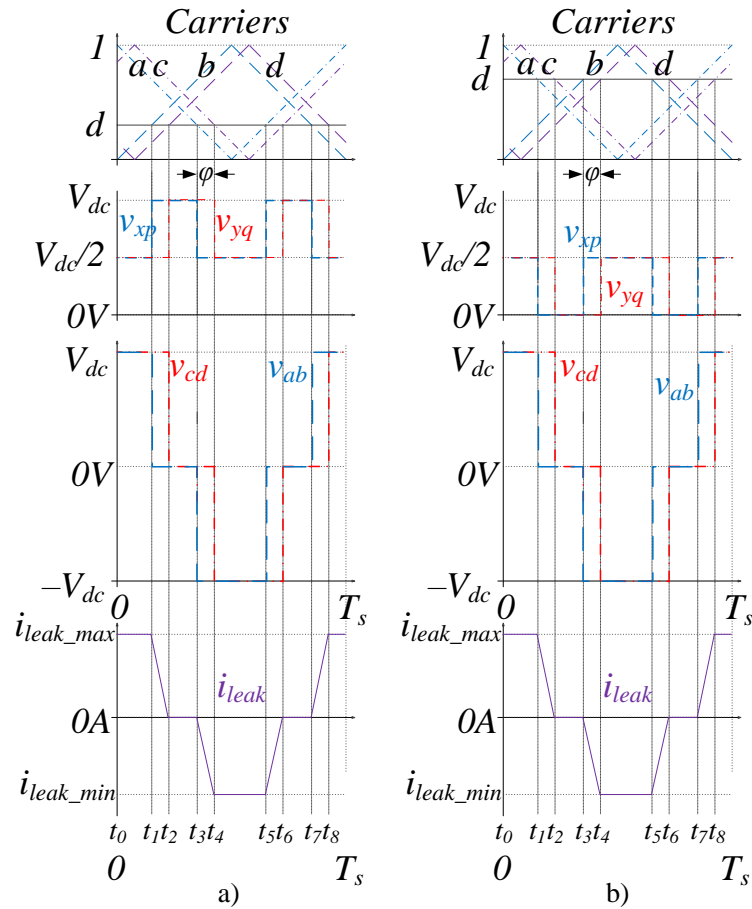 Carriers
1
a c b d
d
φ
V_dc
v_xp
v_yq
V_dc/2
0V
V_dc
v_cd
v_ab
0V
−V_dc
0
T_s
i_leak_max
i_leak
0A
i_leak_min
t_0 t_1 t_2 t_3 t_4 t_5 t_6 t_7 t_8
0
T_s
a)
Carriers
1
d
a c b d
φ
V_dc
v_xp
V_dc/2
v_yq
0V
V_dc
v_cd
v_ab
0V
−V_dc
0
T_s
i_leak_max
i_leak
0A
i_leak_min
t_0 t_1 t_2 t_3 t_4 t_5 t_6 t_7 t_8
0
T_s
b)